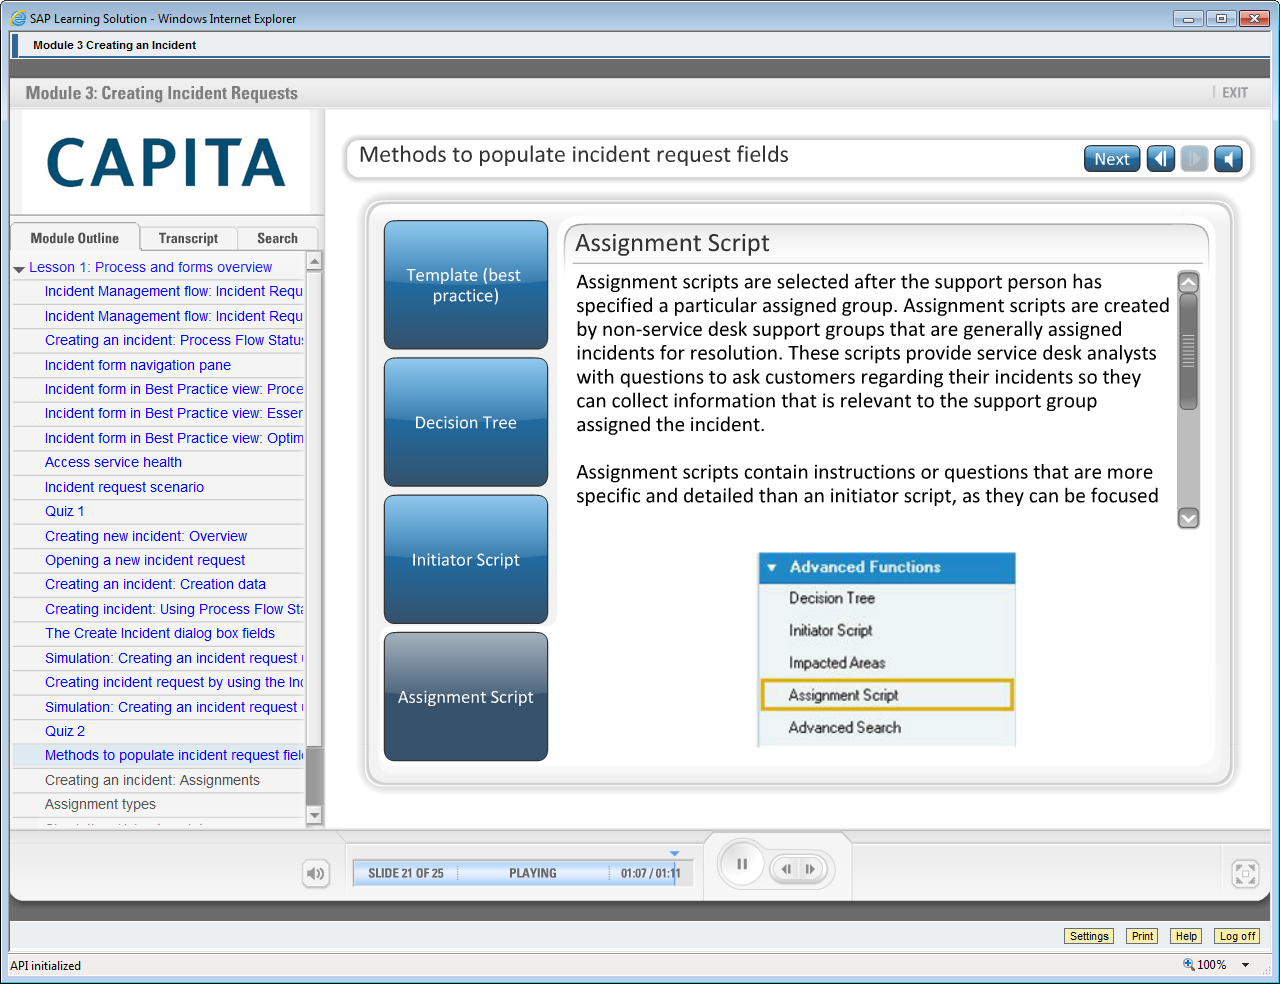 SAP Learning Solution - Windows Internet Explorer
Module 3 Creating an Incident
Module 3: Creating Incident Requests
EXIT
CAPITA
Module Outline
Transcript
Search
Lesson 1: Process and forms overview
Incident Management flow: Incident Requ
Incident Management flow: Incident Requ
Creating an incident: Process Flow Statu
Incident form navigation pane
Incident form in Best Practice view: Proce
Incident form in Best Practice view: Esser
Incident form in Best Practice view: Optim
Access service health
Incident request scenario
Quiz 1
Creating new incident: Overview
Opening a new incident request
Creating an incident: Creation data
Creating incident: Using Process Flow Sta
The Create Incident dialog box fields
Simulation: Creating an incident request
Creating incident request by using the Inc
Simulation: Creating an incident request
Quiz 2
Methods to populate incident request fiel
Creating an incident: Assignments
Assignment types
Methods to populate incident request fields
Next
Template (best
practice)
Decision Tree
Initiator Script
Assignment Script
Assignment Script
Assignment scripts are selected after the support person has
specified a particular assigned group. Assignment scripts are created
by non-service desk support groups that are generally assigned
incidents for resolution. These scripts provide service desk analysts
with questions to ask customers regarding their incidents so they
can collect information that is relevant to the support group
assigned the incident.
Assignment scripts contain instructions or questions that are more
specific and detailed than an initiator script, as they can be focused
Advanced Functions
Decision Tree
Initiator Script
Impacted Areas
Assignment Script
Advanced Search
SLIDE 21 OF 25
PLAYING
01:07 / 01:11
Settings
Print
Help
Log off
API initialized
100%